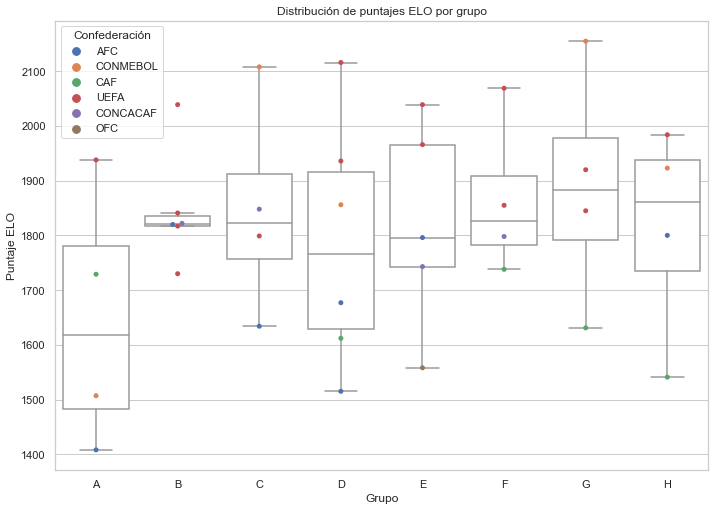 Distribución de puntajes ELO por grupo
Confederación
AFC
CONMEBOL
CAF
UEFA
CONCACAF
OFC
Puntaje ELO
2100
2000
1900
1800
1700
1600
1500
1400
A B C D E F G H
Grupo